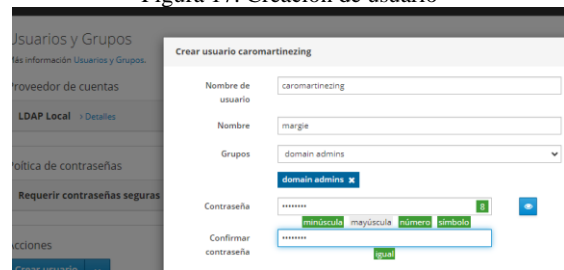 Figura 17. Creación de usuario
Usuarios y Grupos
Más información Usuarios y Grupos.
Proveedor de cuentas
LDAP Local › Detalles
Política de contraseñas
Requerir contraseñas seguras
Acciones
Crear usuario
Crear usuario caromartinezing
Nombre de usuario
caromartinezing
Nombre
margie
Grupos
domain admins
domain admins x
Contraseña
········
8
minúscula mayúscula número símbolo
Confirmar contraseña
········
igual